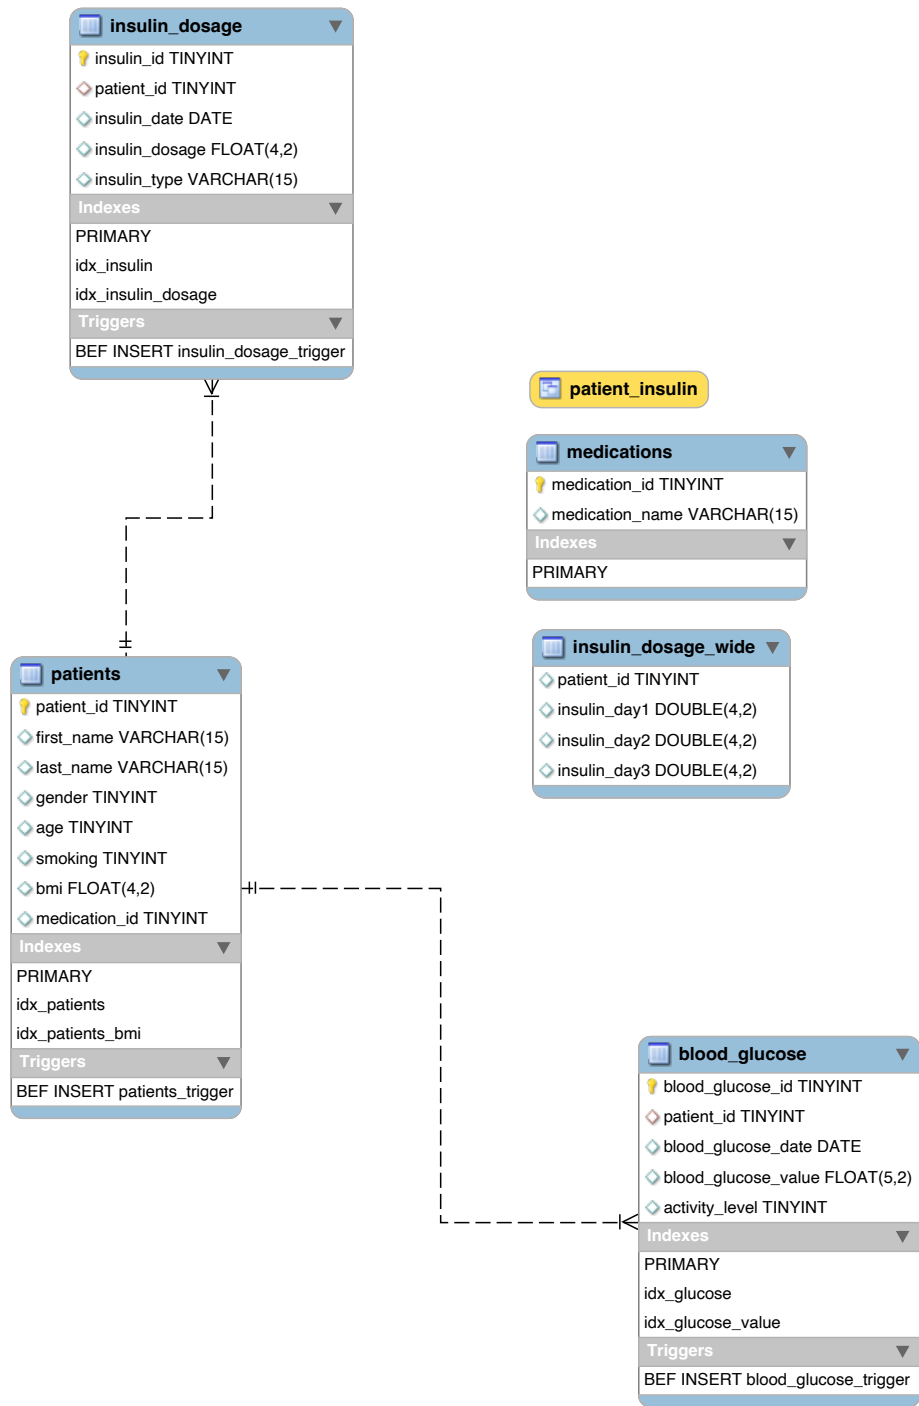 insulin_dosage
insulin_id TINYINT
patient_id TINYINT
insulin_date DATE
insulin_dosage FLOAT(4,2)
insulin_type VARCHAR(15)
Indexes
PRIMARY
idx_insulin
idx_insulin_dosage
Triggers
BEF INSERT insulin_dosage_trigger
patient_insulin
medications
medication_id TINYINT
medication_name VARCHAR(15)
Indexes
PRIMARY
insulin_dosage_wide
patient_id TINYINT
insulin_day1 DOUBLE(4,2)
insulin_day2 DOUBLE(4,2)
insulin_day3 DOUBLE(4,2)
patients
patient_id TINYINT
first_name VARCHAR(15)
last_name VARCHAR(15)
gender TINYINT
age TINYINT
smoking TINYINT
bmi FLOAT(4,2)
medication_id TINYINT
Indexes
PRIMARY
idx_patients
idx_patients_bmi
Triggers
BEF INSERT patients_trigger
blood_glucose
blood_glucose_id TINYINT
patient_id TINYINT
blood_glucose_date DATE
blood_glucose_value FLOAT(5,2)
activity_level TINYINT
Indexes
PRIMARY
idx_glucose
idx_glucose_value
Triggers
BEF INSERT blood_glucose_trigger